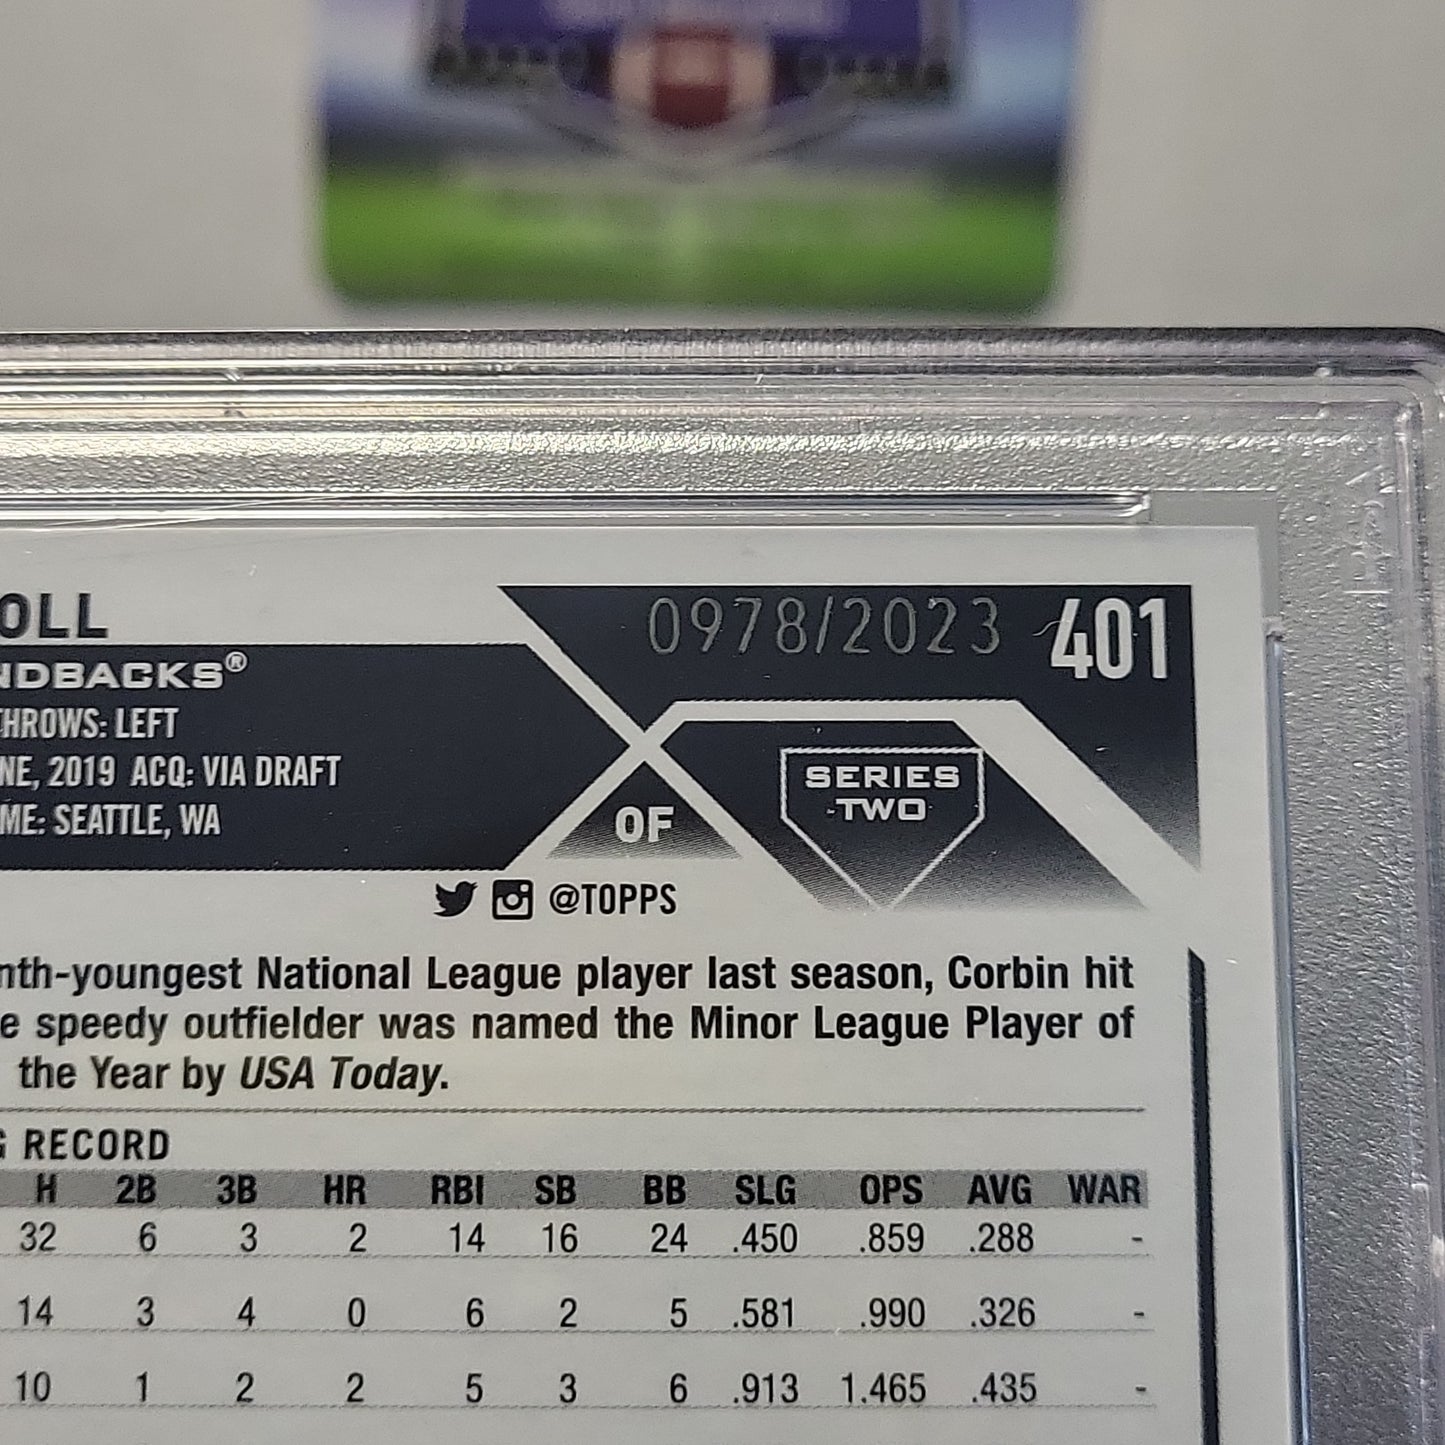 OLL
0978/2023 401
NDBACKS®
THROWS: LEFT
NE, 2019 ACQ: VIA DRAFT
ME: SEATTLE, WA
SERIES
TWO
OF
@TOPPS
nth-youngest National League player last season, Corbin hit
e speedy outfielder was named the Minor League Player of
the Year by USA Today.
G RECORD
H 2B 3B HR RBI SB BB SLG OPS AVG WAR
32 6 3 2 14 16 24 .450 .859 .288 -
14 3 4 0 6 2 5 .581 .990 .326 -
10 1 2 2 5 3 6 .913 1.465 .435 -